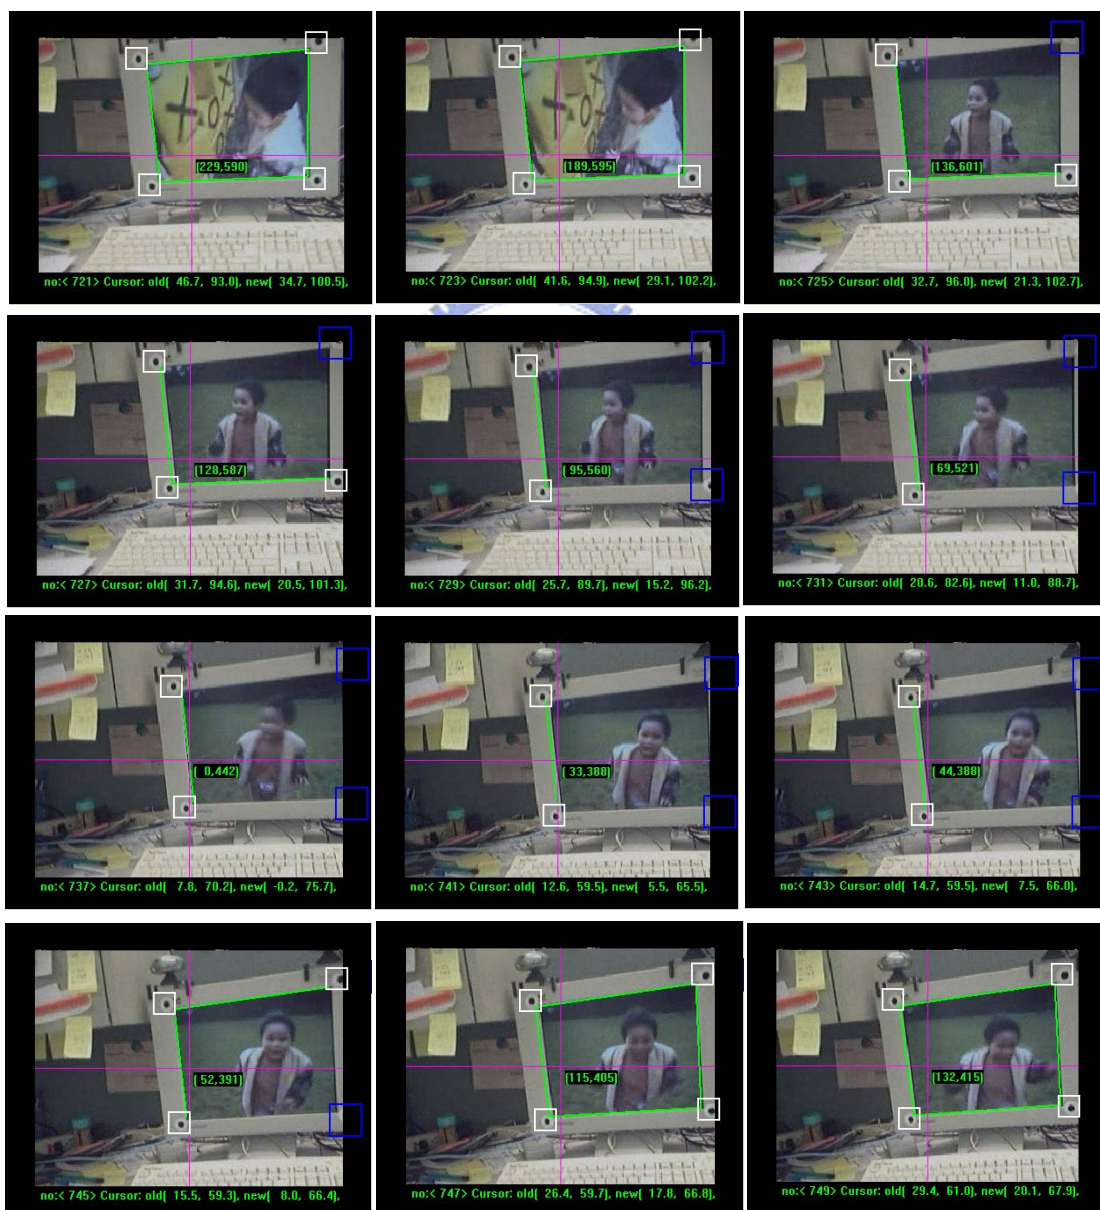 (229,590)
no:< 721> Cursor: old( 46.7, 93.0), new( 34.7, 100.5),
(189,595)
no:< 723> Cursor: old( 41.6, 94.9), new( 29.1, 102.2),
(136,601)
no:< 725> Cursor: old( 32.7, 96.0), new( 21.3, 102.7),
(128,587)
no:< 727> Cursor: old( 31.7, 94.6), new( 20.5, 101.3),
( 95,560)
no:< 729> Cursor: old( 25.7, 89.7), new( 15.2, 96.2),
( 69,521)
no:< 731> Cursor: old( 20.6, 82.6), new( 11.0, 88.7),
( 0,442)
no:< 737> Cursor: old( 7.8, 70.2), new( -0.2, 75.7),
( 33,388)
no:< 741> Cursor: old( 12.6, 59.5), new( 5.5, 65.5),
( 44,388)
no:< 743> Cursor: old( 14.7, 59.5), new( 7.5, 66.0),
( 52,391)
no:< 745> Cursor: old( 15.5, 59.3), new( 8.0, 66.4),
(115,405)
no:< 747> Cursor: old( 26.4, 59.7), new( 17.8, 66.8),
(132,415)
no:< 749> Cursor: old( 29.4, 61.0), new( 20.1, 67.9),